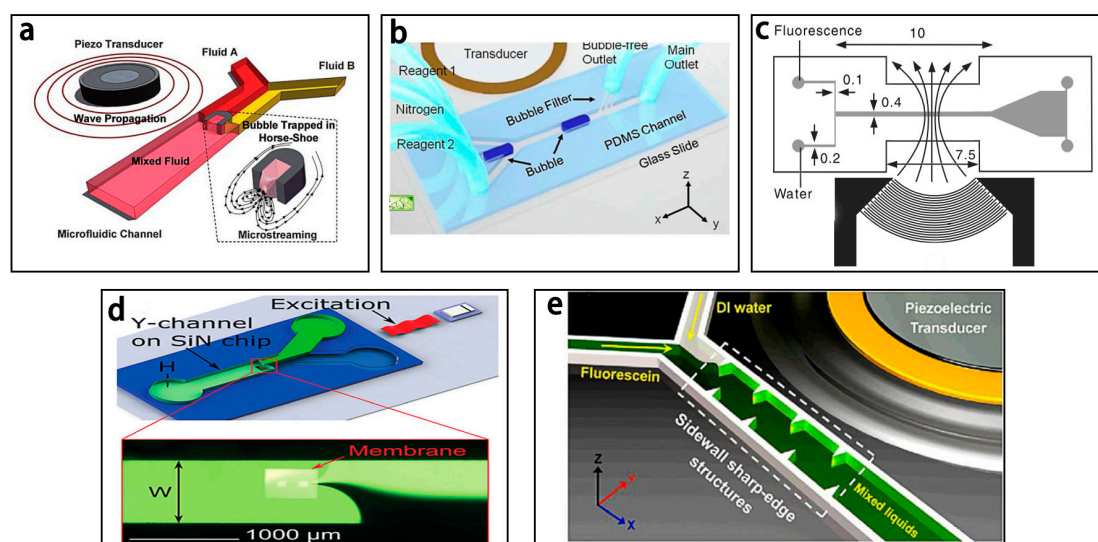 a
Piezo Transducer
Fluid A
Fluid B
Wave Propagation
Bubble Trapped in
Horse-Shoe
Mixed Fluid
Microfluidic Channel
Microstreaming
b
Transducer
Bubble-free
Outlet
Main
Outlet
Reagent 1
Nitrogen
Reagent 2
Bubble Filter
Bubble
PDMS Channel
Glass Slide
z
x
y
c
Fluorescence
10
0.1
0.4
0.2
7.5
Water
d
Excitation
Y-channel
on SiN chip
H
Membrane
W
1000 μm
e
DI water
Piezoelectric
Transducer
Fluorescein
Sidewall sharp-edge
structures
Mixed liquids
Z
Y
X